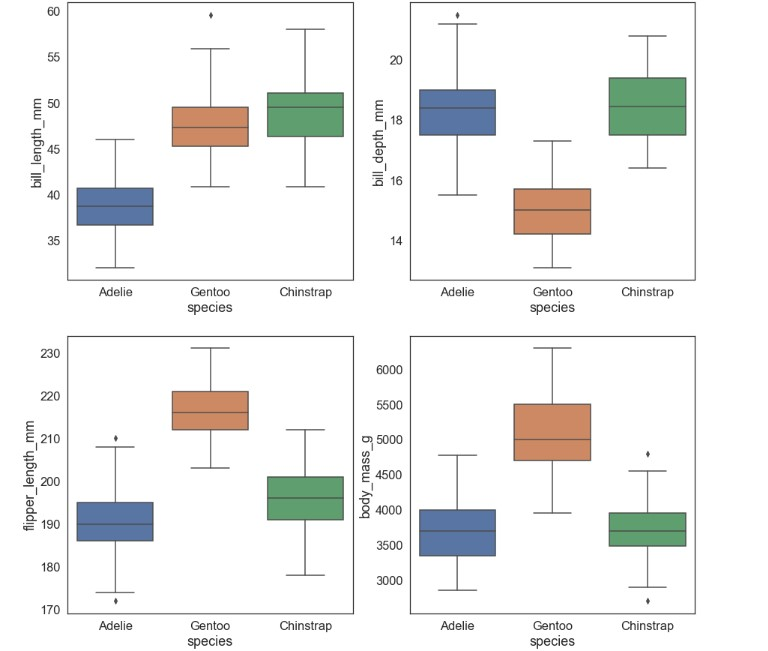 bill_length_mm
60
55
50
45
40
35
Adelie Gentoo Chinstrap
species
bill_depth_mm
20
18
16
14
Adelie Gentoo Chinstrap
species
flipper_length_mm
230
220
210
200
190
180
170
Adelie Gentoo Chinstrap
species
body_mass_g
6000
5500
5000
4500
4000
3500
3000
Adelie Gentoo Chinstrap
species